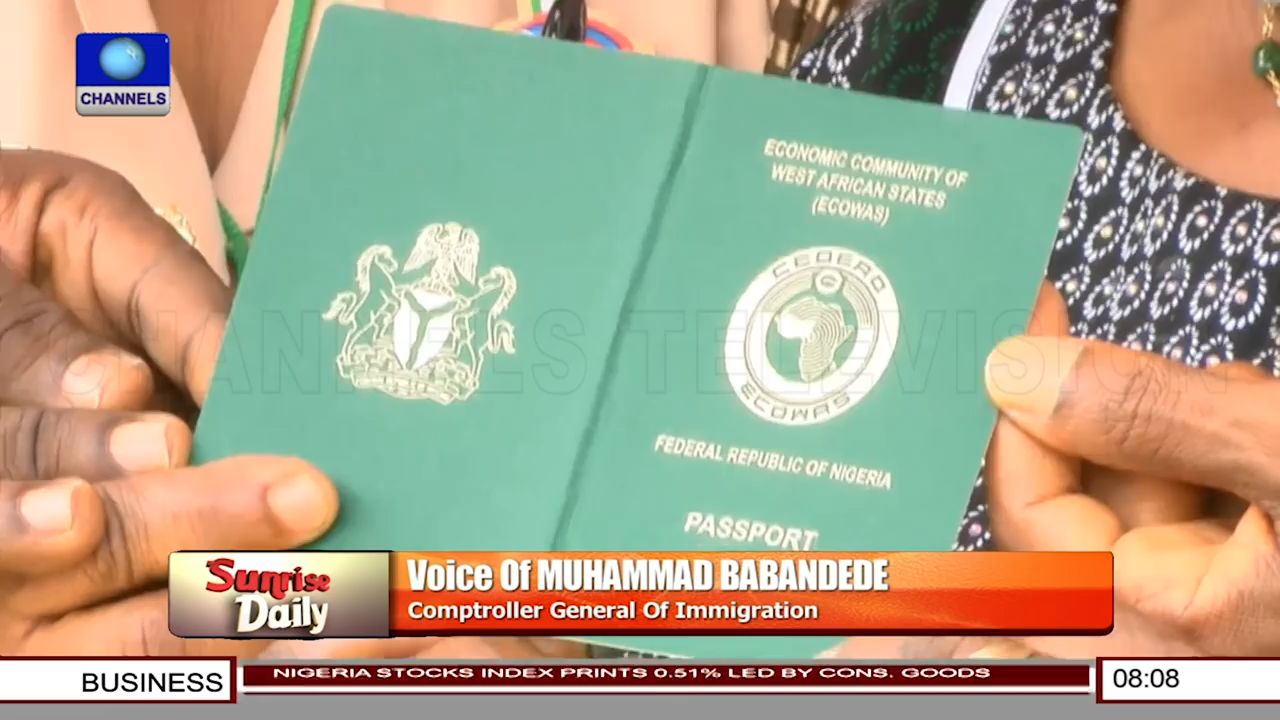 CHANNELS
ECONOMIC COMMUNITY OF
WEST AFRICAN STATES
(ECOWAS)
CEDEAO
ECOWAS
FEDERAL REPUBLIC OF NIGERIA
PASSPORT
CHANNELS TELEVISION
Sunrise
Daily
Voice Of MUHAMMAD BABANDEDE
Comptroller General Of Immigration
BUSINESS
NIGERIA STOCKS INDEX PRINTS 0.51% LED BY CONS. GOODS
08:08